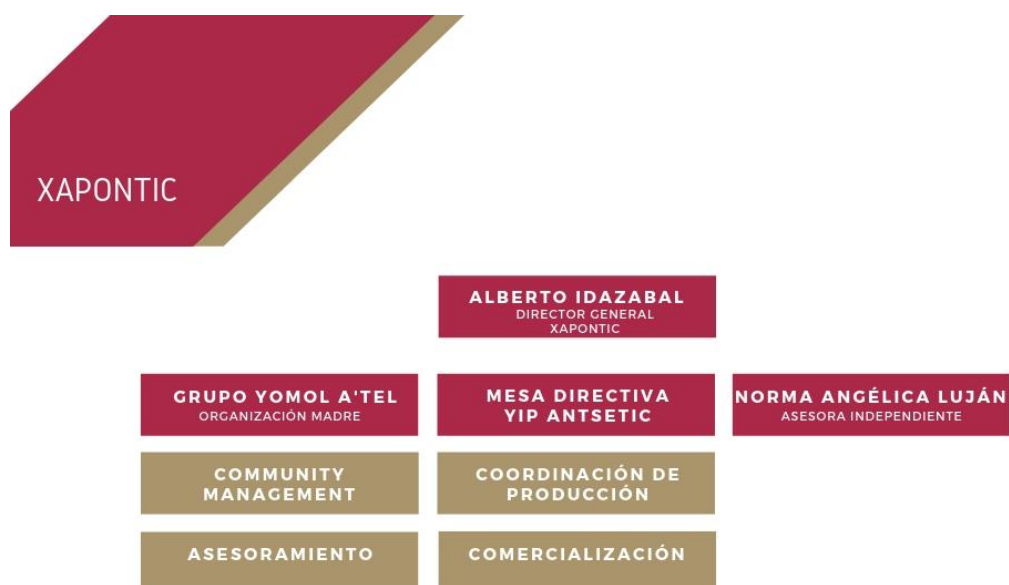 XAPONTIC
ALBERTO IDAZABAL
DIRECTOR GENERAL
XAPONTIC
GRUPO YOMOL A'TEL
ORGANIZACIÓN MADRE
MESA DIRECTIVA
YIP ANTSETIC
NORMA ANGÉLICA LUJÁN
ASESORA INDEPENDIENTE
COMMUNITY
MANAGEMENT
COORDINACIÓN DE
PRODUCCIÓN
ASESORAMIENTO
COMERCIALIZACIÓN